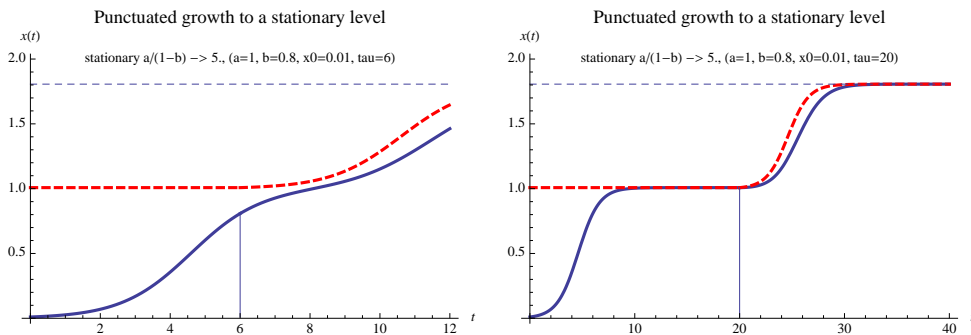 Punctuated growth to a stationary level
x(t)
stationary a/(1−b) −> 5., (a=1, b=0.8, x0=0.01, tau=6)
2.0
1.5
1.0
0.5
2 4 6 8 10 12
t
Punctuated growth to a stationary level
x(t)
stationary a/(1−b) −> 5., (a=1, b=0.8, x0=0.01, tau=20)
2.0
1.5
1.0
0.5
10 20 30 40